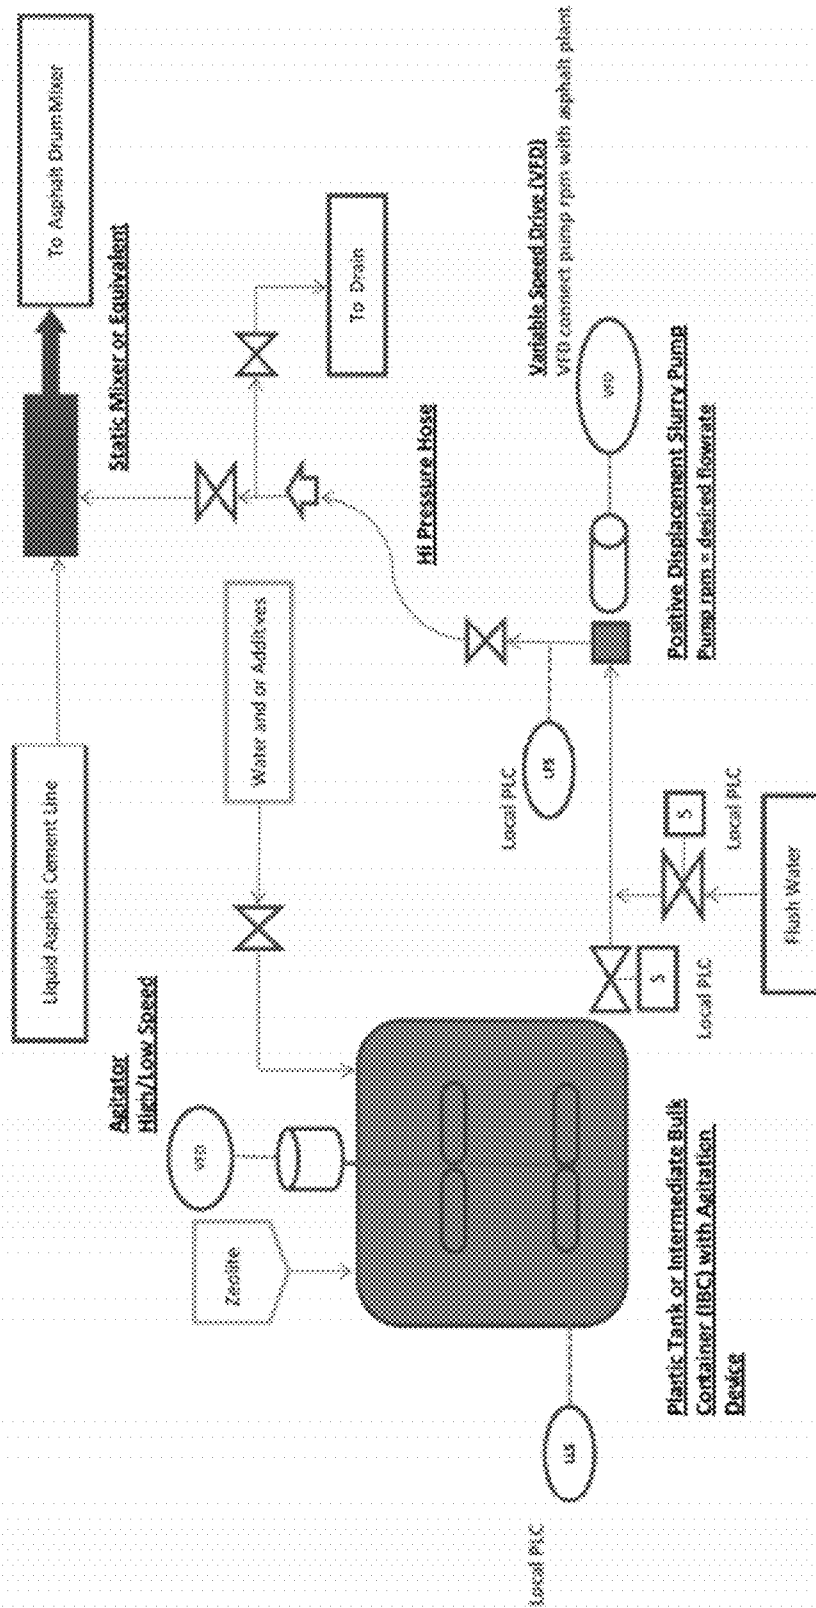 Liquid Asphalt Cement Line
To Asphalt Drum Mixer
Static Mixer or Equivalent
Agitator
High/Low Speed
VFD
Zeolite
Water and or Additives
To Drain
Hi Pressure Hose
Variable Speed Drive (VFD)
VFD connect pump rpm with asphalt plant
VFD
Local PLC
Local PLC
S
Local PLC
S
Local PLC
Flush Water
Positive Displacement Slurry Pump
Pump rpm = desired flowrate
Plastic Tank or Intermediate Bulk
Container (IBC) with Agitation
Device